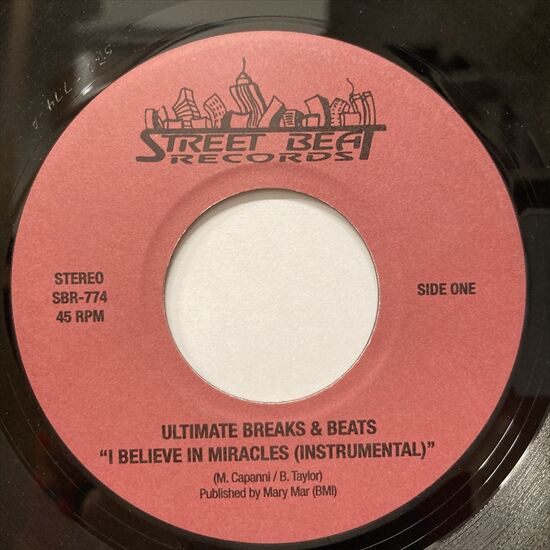 STREET BEAT
RECORDS
STEREO
SBR-774
45 RPM
SIDE ONE
ULTIMATE BREAKS & BEATS
“I BELIEVE IN MIRACLES (INSTRUMENTAL)”
(M. Capanni / B. Taylor)
Published by Mary Mar (BMI)